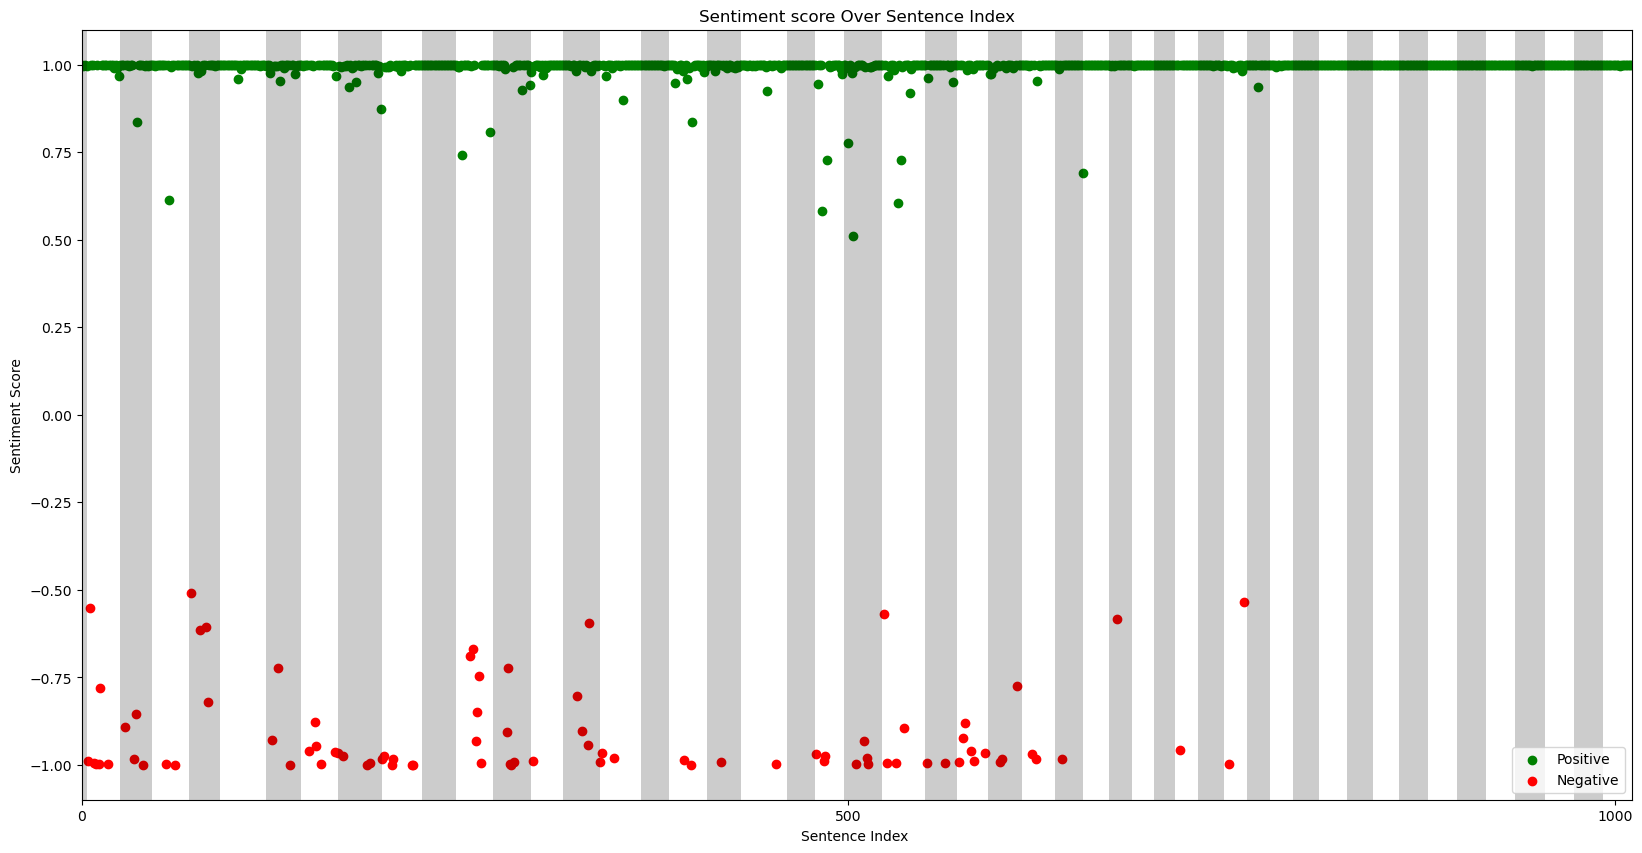 Sentiment score Over Sentence Index
1.00
0.75
0.50
0.25
0.00
−0.25
−0.50
−0.75
−1.00
Sentiment Score
Positive
Negative
0
500
1000
Sentence Index